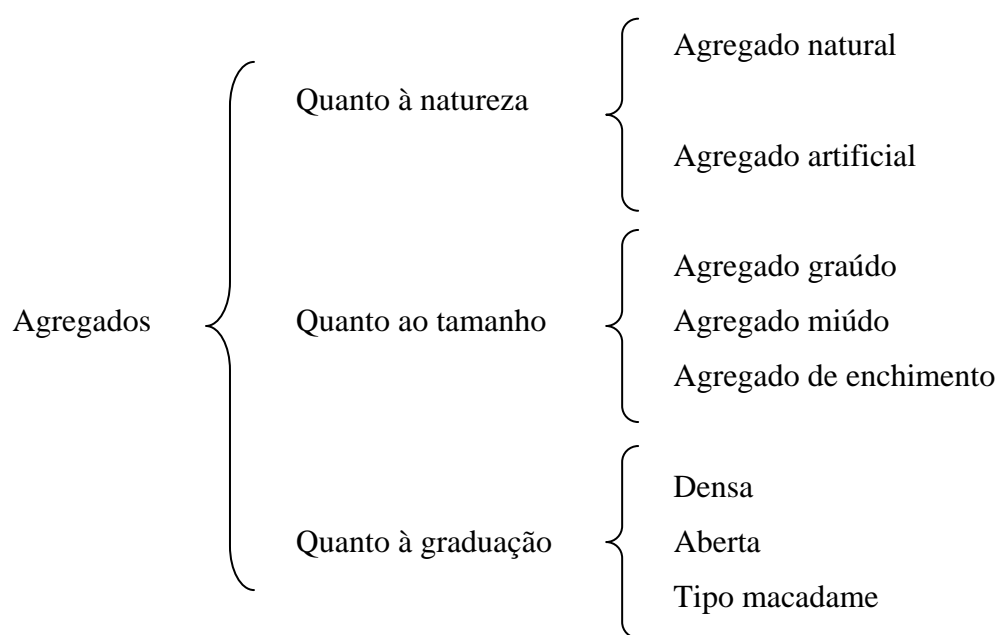 Agregados
Quanto à natureza
Agregado natural
Agregado artificial
Quanto ao tamanho
Agregado graúdo
Agregado miúdo
Agregado de enchimento
Quanto à graduação
Densa
Aberta
Tipo macadame